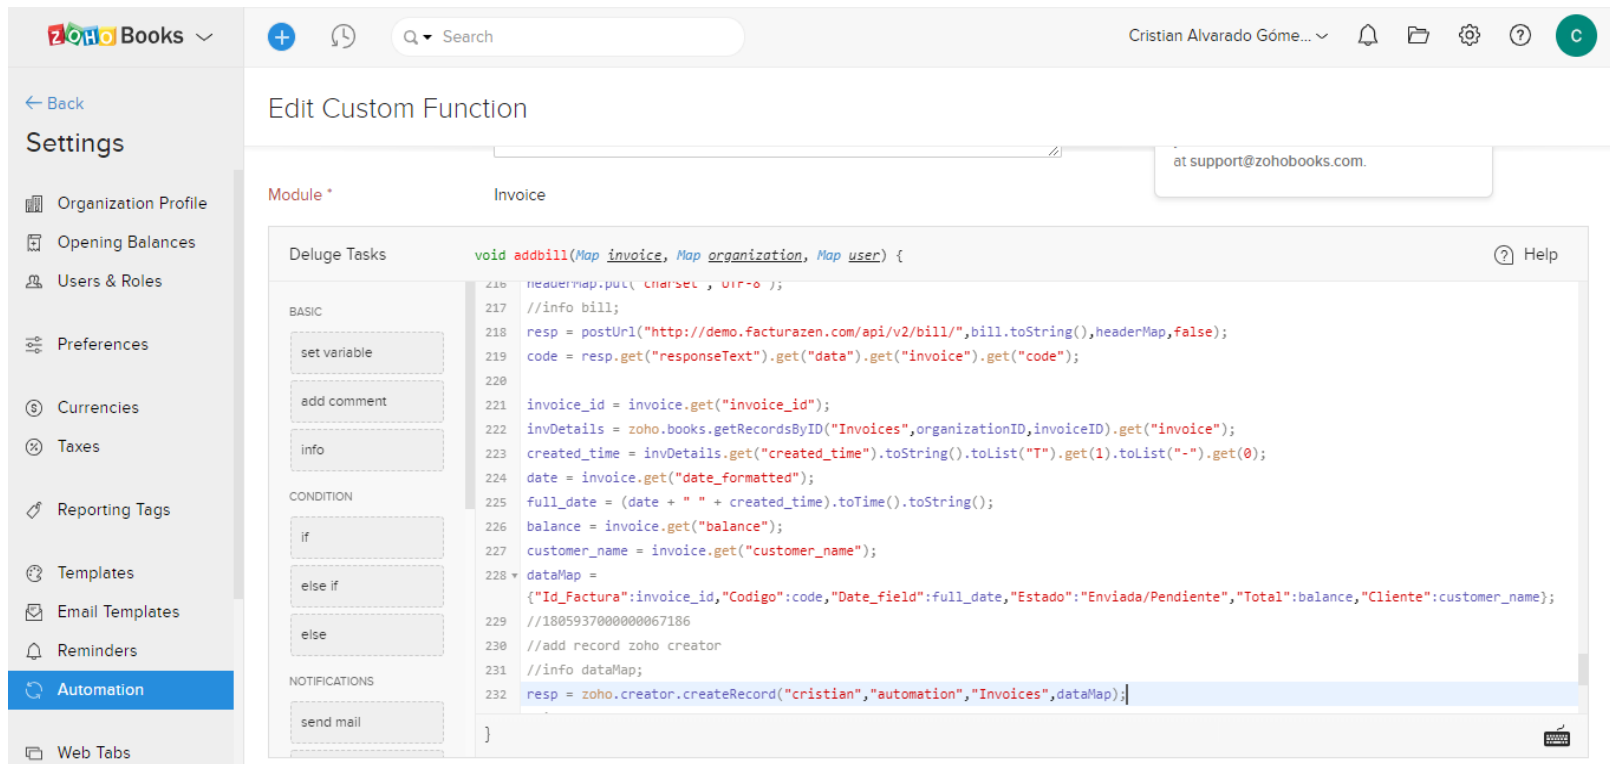 ZOHO Books
Search
Cristian Alvarado Góme...
C
Back
Settings
Organization Profile
Opening Balances
Users & Roles
Preferences
Currencies
Taxes
Reporting Tags
Templates
Email Templates
Reminders
Automation
Web Tabs
Edit Custom Function
at support@zohobooks.com.
Module *
Invoice
Deluge Tasks
void addbill(Map invoice, Map organization, Map user) {
Help
BASIC
set variable
add comment
info
CONDITION
if
else if
else
NOTIFICATIONS
send mail
216 headerMap.put("charset","UTF-8");
217 //info bill;
218 resp = postUrl("http://demo.facturazen.com/api/v2/bill/",bill.toString(),headerMap,false);
219 code = resp.get("responseText").get("data").get("invoice").get("code");
220
221 invoice_id = invoice.get("invoice_id");
222 invDetails = zoho.books.getRecordsByID("Invoices",organizationID,invoiceID).get("invoice");
223 created_time = invDetails.get("created_time").toString().toList("T").get(1).toList("-").get(0);
224 date = invoice.get("date_formatted");
225 full_date = (date + " " + created_time).toTime().toString();
226 balance = invoice.get("balance");
227 customer_name = invoice.get("customer_name");
228 dataMap =
{"Id_Factura":invoice_id,"Codigo":code,"Date_field":full_date,"Estado":"Enviada/Pendiente","Total":balance,"Cliente":customer_name};
229 //1805937000000067186
230 //add record zoho creator
231 //info dataMap;
232 resp = zoho.creator.createRecord("cristian","automation","Invoices",dataMap);
}